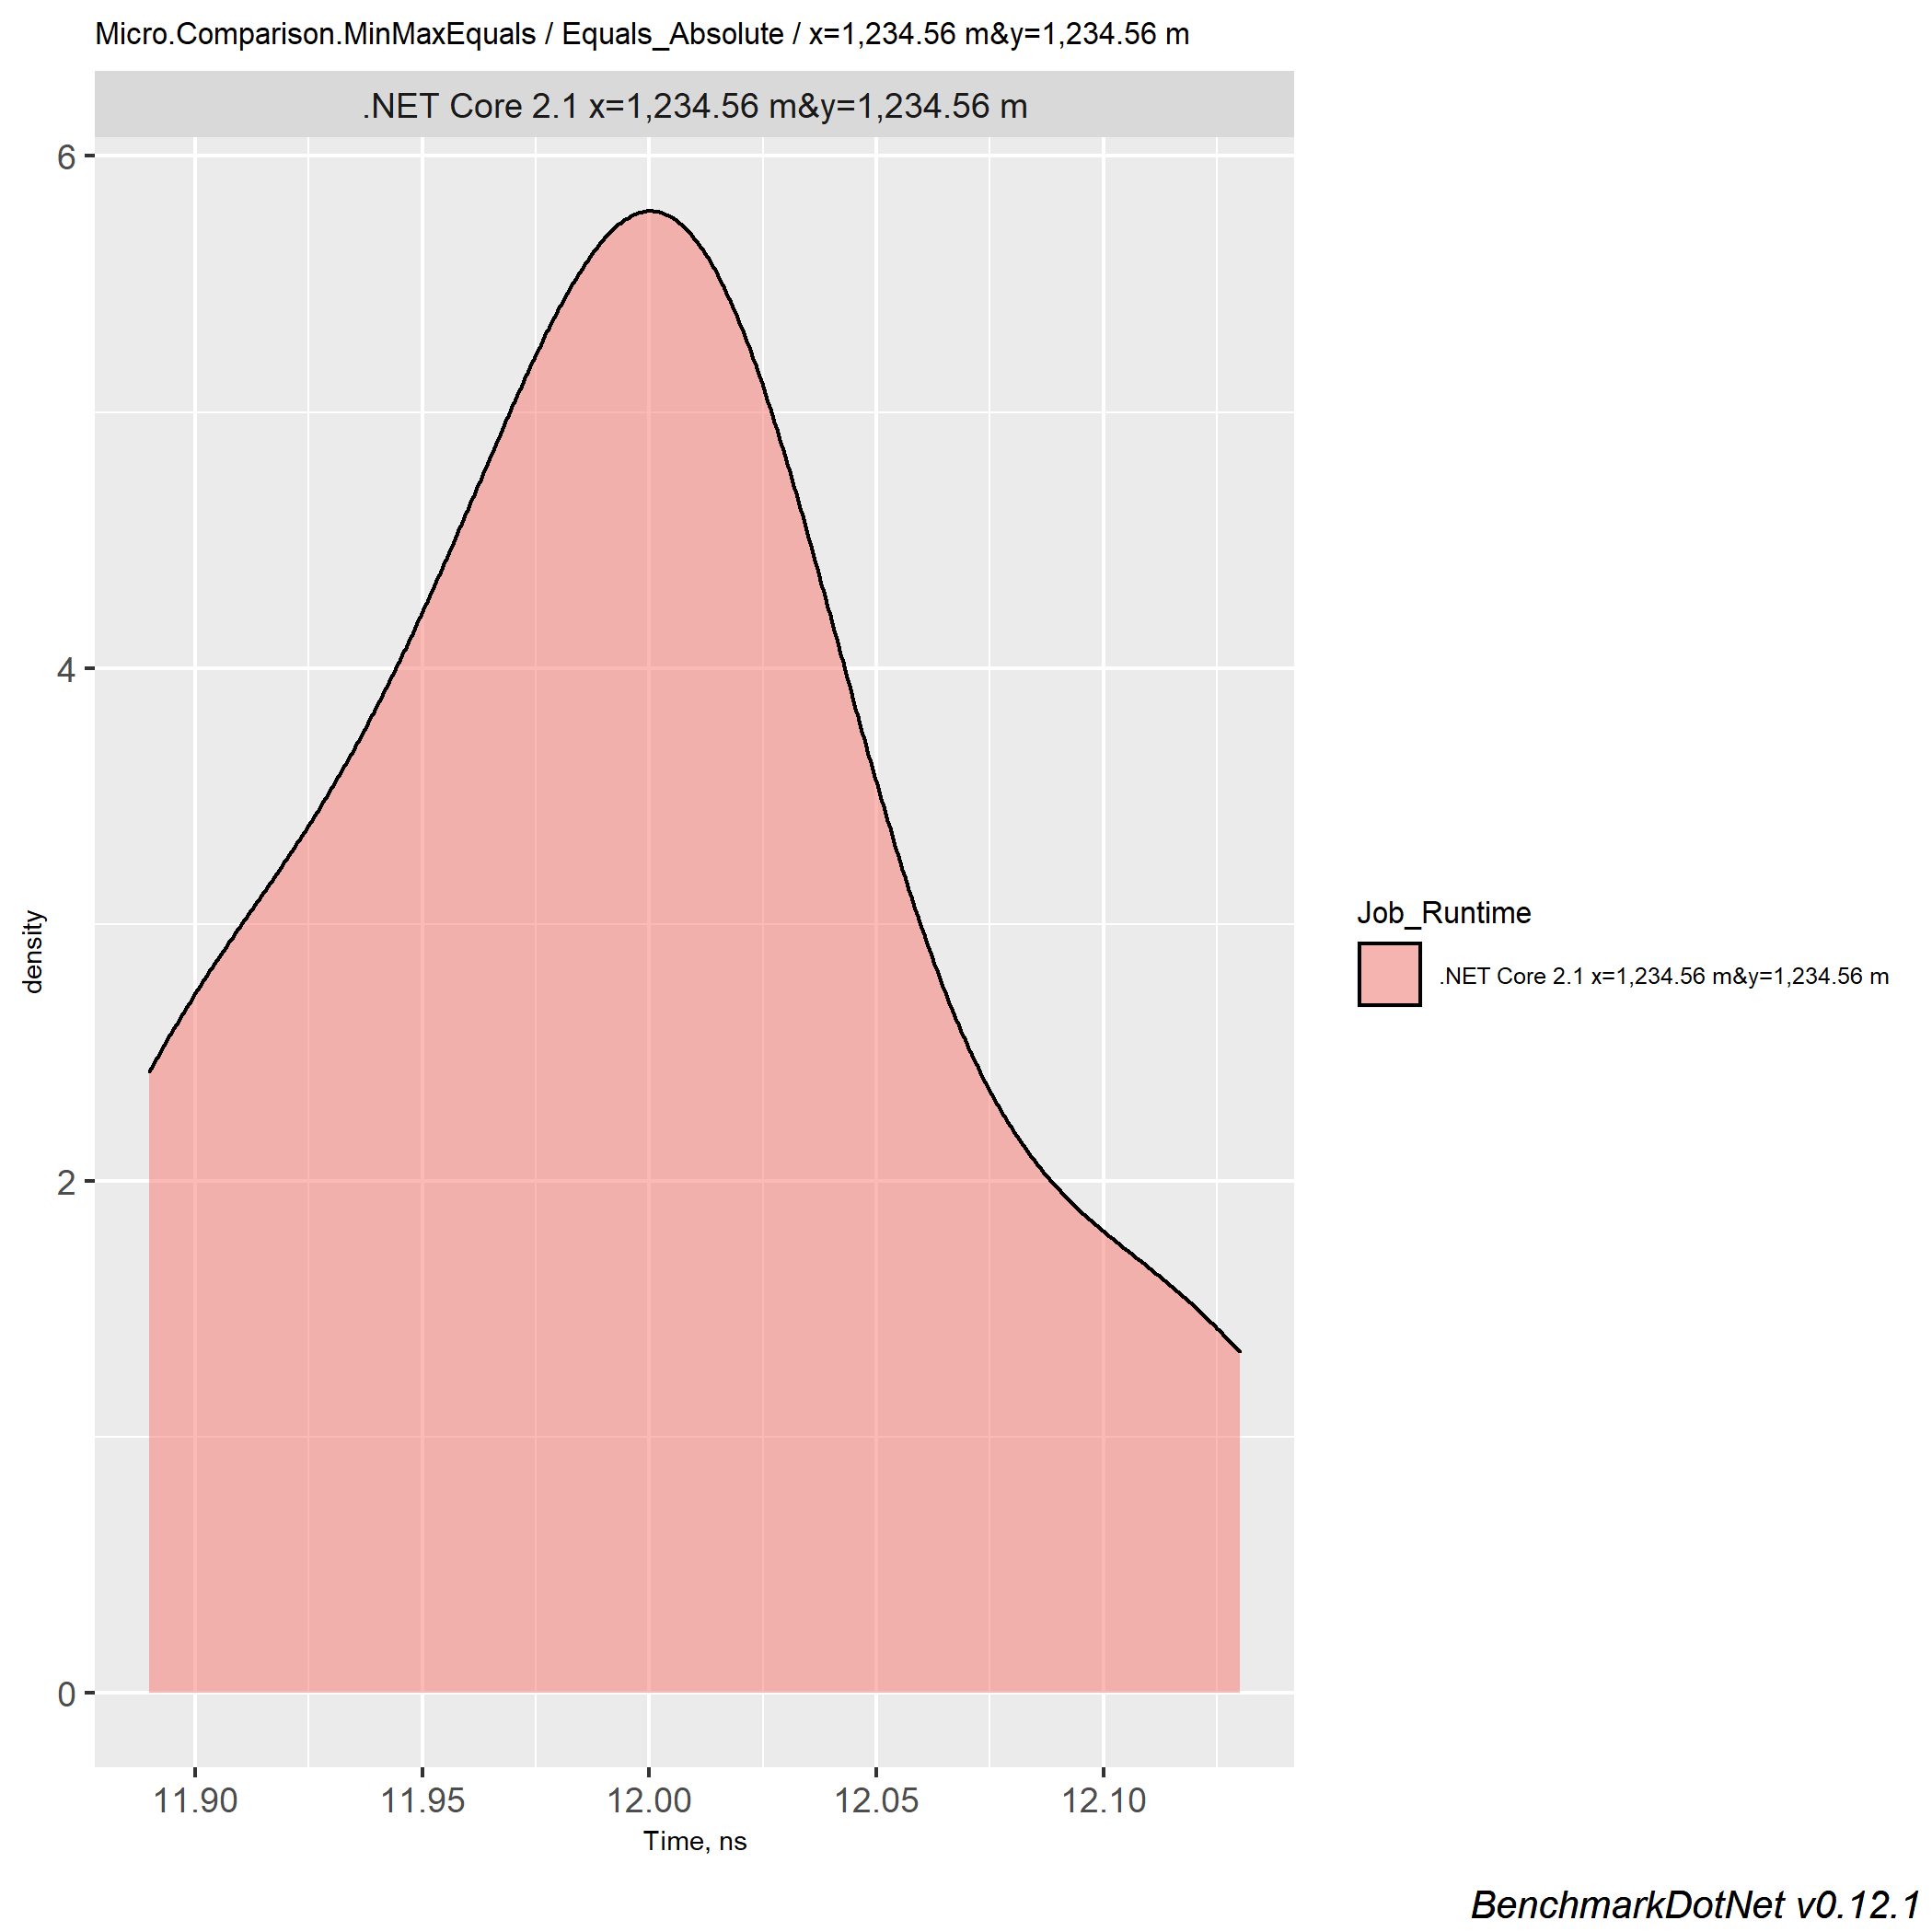 Micro.Comparison.MinMaxEquals / Equals_Absolute / x=1,234.56 m&y=1,234.56 m
.NET Core 2.1 x=1,234.56 m&y=1,234.56 m
6
4
2
0
density
11.90 11.95 12.00 12.05 12.10
Time, ns
Job_Runtime
.NET Core 2.1 x=1,234.56 m&y=1,234.56 m
BenchmarkDotNet v0.12.1